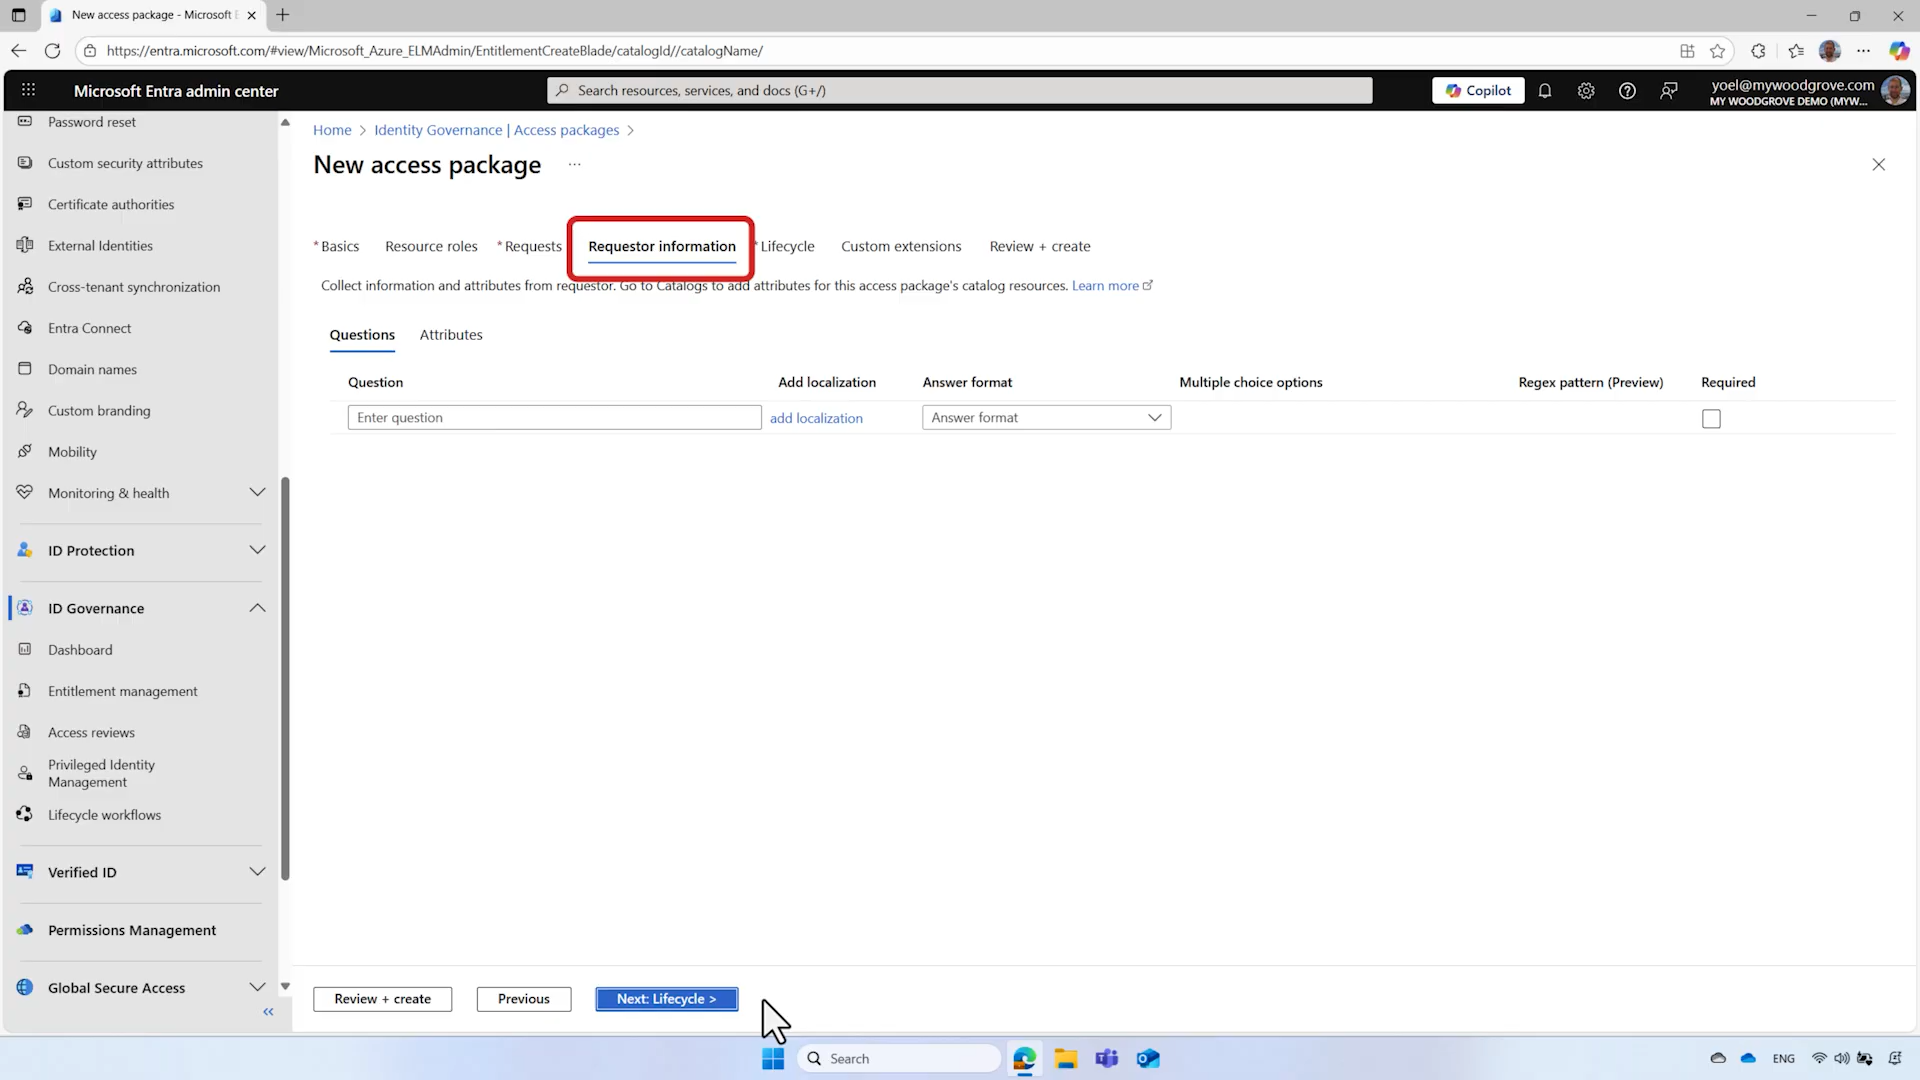 New access package - Microsoft E
https://entra.microsoft.com/#view/Microsoft_Azure_ELMAdmin/EntitlementCreateBlade/catalogId//catalogName/
Microsoft Entra admin center
Search resources, services, and docs (G+/)
Copilot
yoel@mywoodgrove.com
MY WOODGROVE DEMO (MYW...
Password reset
Custom security attributes
Certificate authorities
External Identities
Cross-tenant synchronization
Entra Connect
Domain names
Custom branding
Mobility
Monitoring & health
ID Protection
ID Governance
Dashboard
Entitlement management
Access reviews
Privileged Identity
Management
Lifecycle workflows
Verified ID
Permissions Management
Global Secure Access
Home > Identity Governance | Access packages >
New access package ...
* Basics Resource roles * Requests Requestor information * Lifecycle Custom extensions Review + create
Collect information and attributes from requestor. Go to Catalogs to add attributes for this access package's catalog resources. Learn more
Questions Attributes
Question Add localization Answer format Multiple choice options Regex pattern (Preview) Required
Enter question add localization Answer format
Review + create Previous Next: Lifecycle >
Search
ENG